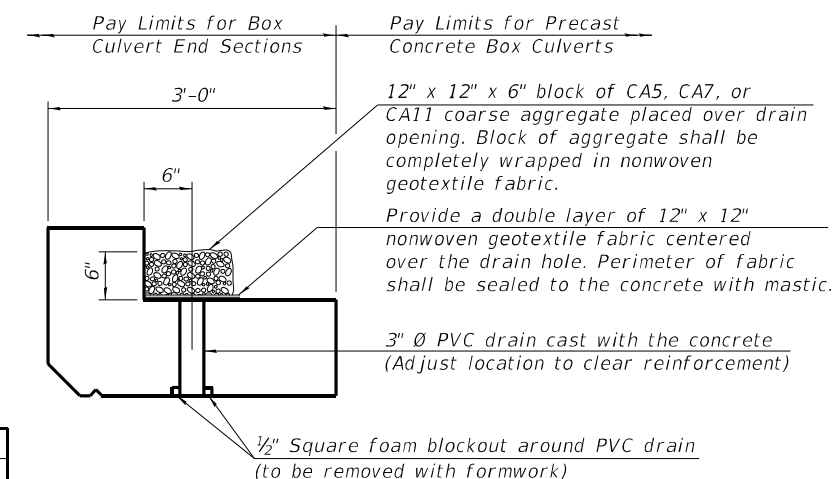 Pay Limits for Box
Culvert End Sections
Pay Limits for Precast
Concrete Box Culverts
3'-0"
12" x 12" x 6" block of CA5, CA7, or
CA11 coarse aggregate placed over drain
opening. Block of aggregate shall be
completely wrapped in nonwoven
geotextile fabric.
6"
Provide a double layer of 12" x 12"
nonwoven geotextile fabric centered
over the drain hole. Perimeter of fabric
shall be sealed to the concrete with mastic.
6"
3" Ø PVC drain cast with the concrete
(Adjust location to clear reinforcement)
½" Square foam blockout around PVC drain
(to be removed with formwork)